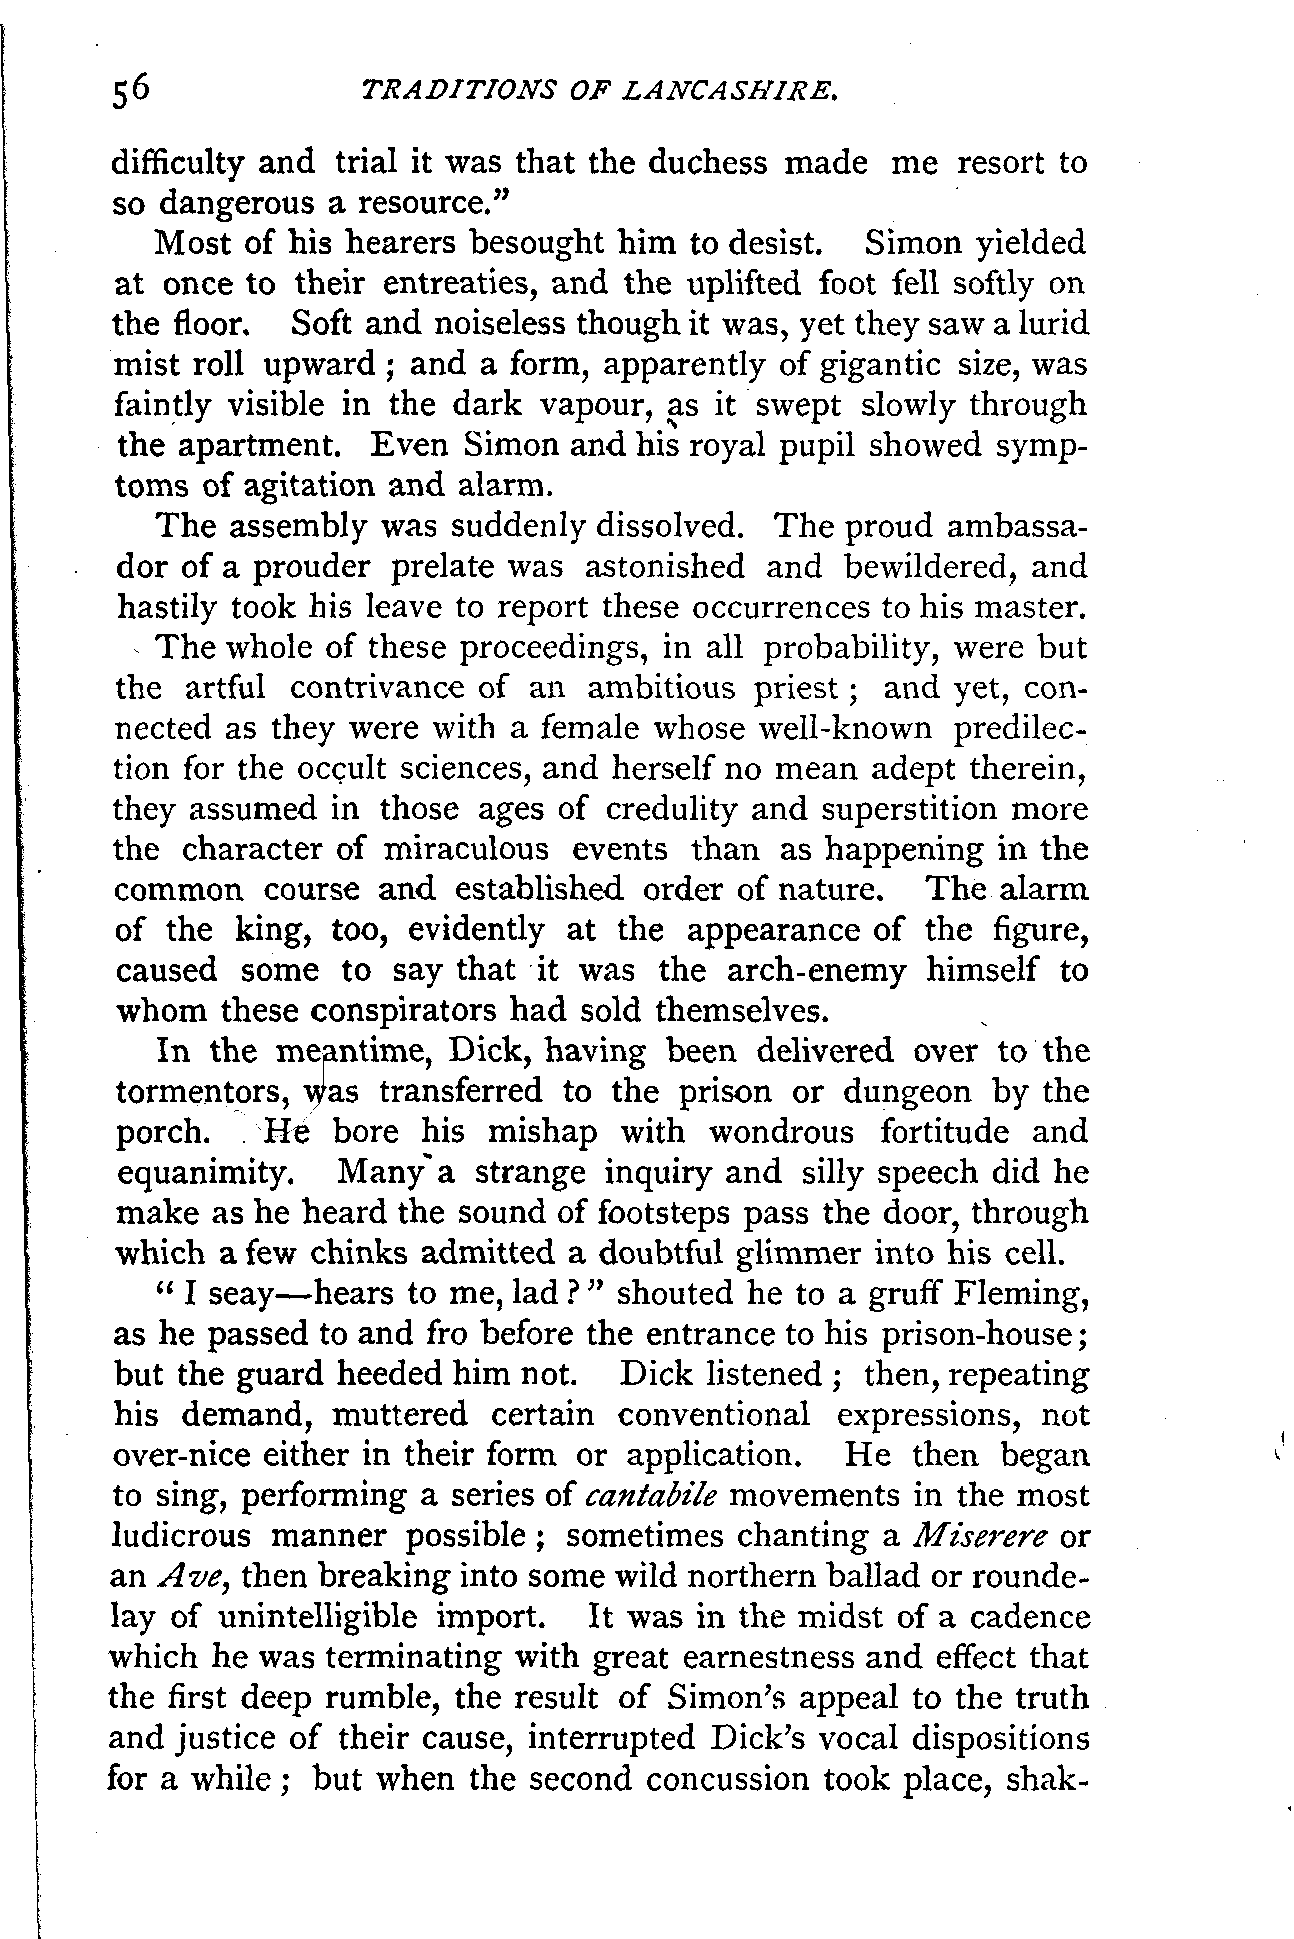 56 TRADITIONS OF LANCASHIRE.
difficulty and trial it was that the duchess made me resort to
so dangerous a resource.”
Most of his hearers besought him to desist. Simon yielded
at once to their entreaties, and the uplifted foot fell softly on
the floor. Soft and noiseless though it was, yet they saw a lurid
mist roll upward ; and a form, apparently of gigantic size, was
faintly visible in the dark vapour, as it swept slowly through
the apartment. Even Simon and his royal pupil showed symp-
toms of agitation and alarm.
The assembly was suddenly dissolved. The proud ambassa-
dor of a prouder prelate was astonished and bewildered, and
hastily took his leave to report these occurrences to his master.
The whole of these proceedings, in all probability, were but
the artful contrivance of an ambitious priest ; and yet, con-
nected as they were with a female whose well-known predilec-
tion for the occult sciences, and herself no mean adept therein,
they assumed in those ages of credulity and superstition more
the character of miraculous events than as happening in the
common course and established order of nature. The alarm
of the king, too, evidently at the appearance of the figure,
caused some to say that it was the arch-enemy himself to
whom these conspirators had sold themselves.
In the meantime, Dick, having been delivered over to the
tormentors, was transferred to the prison or dungeon by the
porch. He bore his mishap with wondrous fortitude and
equanimity. Many a strange inquiry and silly speech did he
make as he heard the sound of footsteps pass the door, through
which a few chinks admitted a doubtful glimmer into his cell.
“ I seay—hears to me, lad ? ” shouted he to a gruff Fleming,
as he passed to and fro before the entrance to his prison-house ;
but the guard heeded him not. Dick listened ; then, repeating
his demand, muttered certain conventional expressions, not
over-nice either in their form or application. He then began
to sing, performing a series of cantabile movements in the most
ludicrous manner possible ; sometimes chanting a Miserere or
an Ave, then breaking into some wild northern ballad or rounde-
lay of unintelligible import. It was in the midst of a cadence
which he was terminating with great earnestness and effect that
the first deep rumble, the result of Simon’s appeal to the truth
and justice of their cause, interrupted Dick’s vocal dispositions
for a while ; but when the second concussion took place, shak-